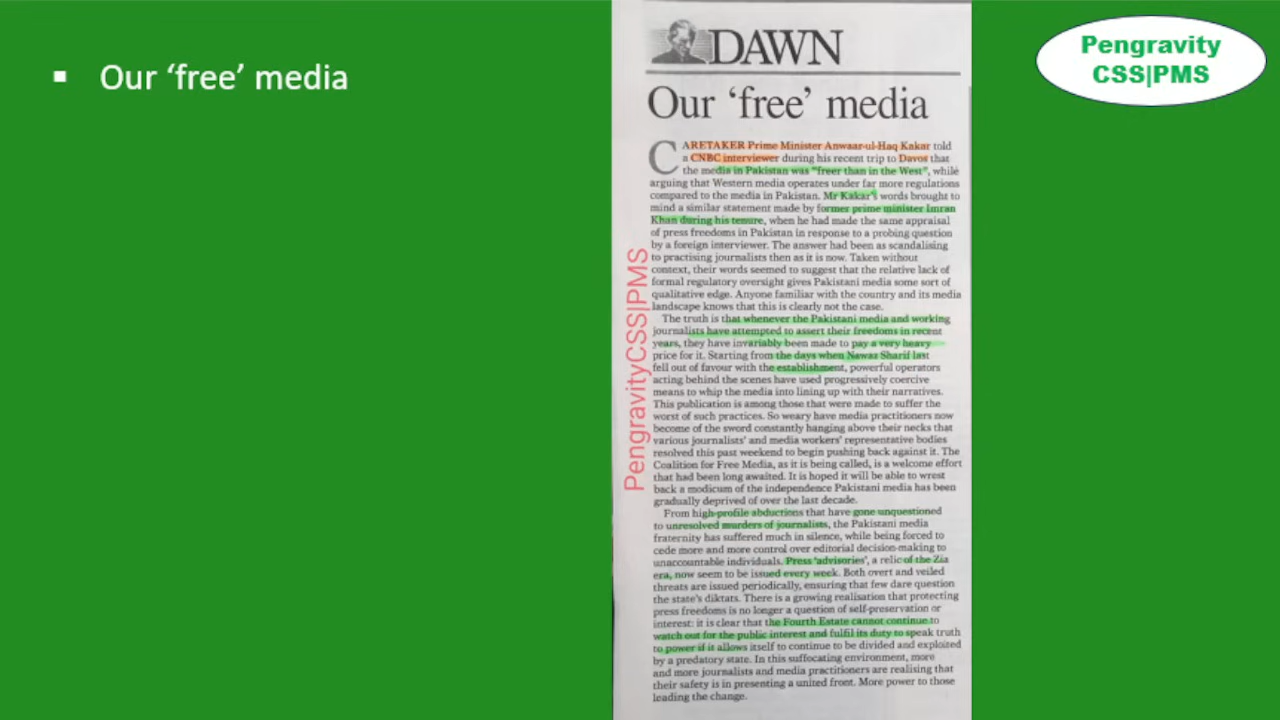 ▪ Our ‘free’ media
Pengravity
CSS|PMS
DAWN
Our ‘free’ media
CARETAKER Prime Minister Anwaar-ul-Haq Kakar told
a CNBC interviewer during his recent trip to Davos that
the media in Pakistan was “freer than in the West”, while
arguing that Western media operates under far more regulations
compared to the media in Pakistan. Mr Kakar’s words brought to
mind a similar statement made by former prime minister Imran
Khan during his tenure, when he had made the same appraisal
of press freedoms in Pakistan in response to a probing question
by a foreign interviewer. The answer had been as scandalising
to practising journalists then as it is now. Taken without
context, their words seemed to suggest that the relative lack of
formal regulatory oversight gives Pakistani media some sort of
qualitative edge. Anyone familiar with the country and its media
landscape knows that this is clearly not the case.
The truth is that whenever the Pakistani media and working
journalists have attempted to assert their freedoms in recent
years, they have invariably been made to pay a very heavy
price for it. Starting from the days when Nawaz Sharif last
fell out of favour with the establishment, powerful operators
acting behind the scenes have used progressively coercive
means to whip the media into lining up with their narratives.
This publication is among those that were made to suffer the
worst of such practices. So weary have media practitioners now
become of the sword constantly hanging above their necks that
various journalists’ and media workers’ representative bodies
resolved this past weekend to begin pushing back against it. The
Coalition for Free Media, as it is being called, is a welcome effort
that had been long awaited. It is hoped it will be able to wrest
back a modicum of the independence Pakistani media has been
gradually deprived of over the last decade.
From high-profile abductions that have gone unquestioned
to unresolved murders of journalists, the Pakistani media
fraternity has suffered much in silence, while being forced to
cede more and more control over editorial decision-making to
unaccountable individuals. Press ‘advisories’, a relic of the Zia
era, now seem to be issued every week. Both overt and veiled
threats are issued periodically, ensuring that few dare question
the state’s diktats. There is a growing realisation that protecting
press freedoms is no longer a question of self-preservation or
interest: it is clear that the Fourth Estate cannot continue to
watch out for the public interest and fulfil its duty to speak truth
to power if it allows itself to continue to be divided and exploited
by a predatory state. In this suffocating environment, more
and more journalists and media practitioners are realising that
their safety is in presenting a united front. More power to those
leading the change.
PengravityCSS|PMS